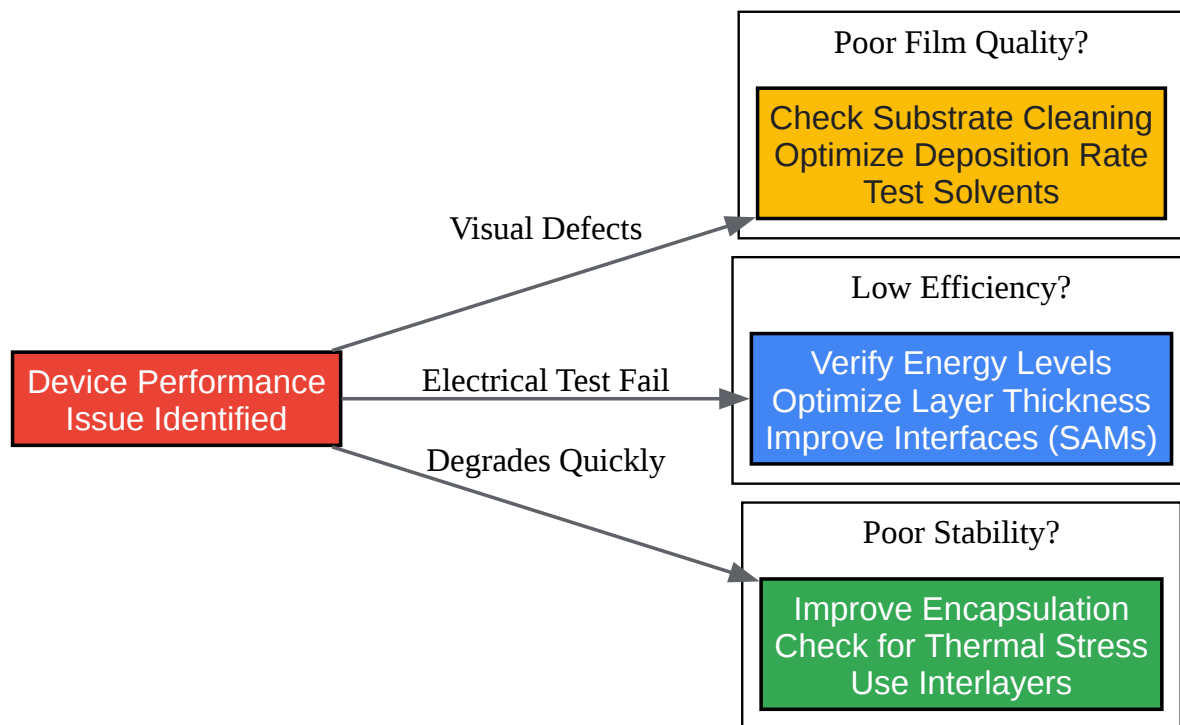 Device Performance
Issue Identified
Visual Defects
Poor Film Quality?
Check Substrate Cleaning
Optimize Deposition Rate
Test Solvents
Electrical Test Fail
Low Efficiency?
Verify Energy Levels
Optimize Layer Thickness
Improve Interfaces (SAMs)
Degrades Quickly
Poor Stability?
Improve Encapsulation
Check for Thermal Stress
Use Interlayers